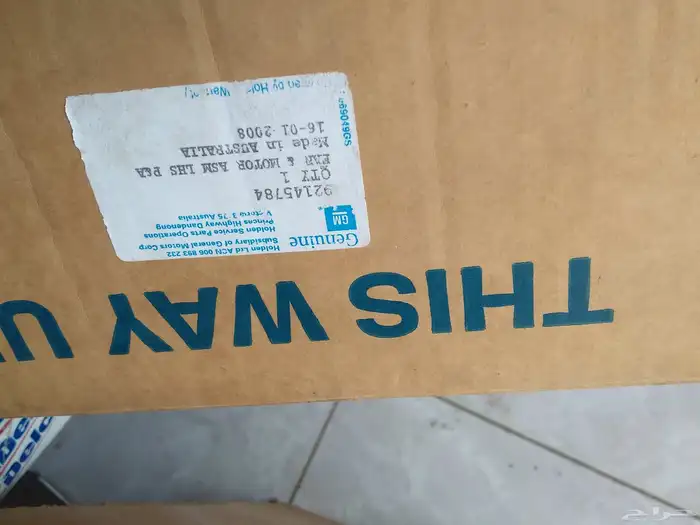 Holden Ltd ACN 006 893 232
Subsidiary of General Motors Corp
Genuine
GM
Holden Service Parts Operations
Princes Highway Dandenong
Victoria 3175 Australia
92145784
QTY 1
FAN & MOTOR ASM LHS P&A
Made in AUSTRALIA
16-01-2008
THIS WAY U
حراج